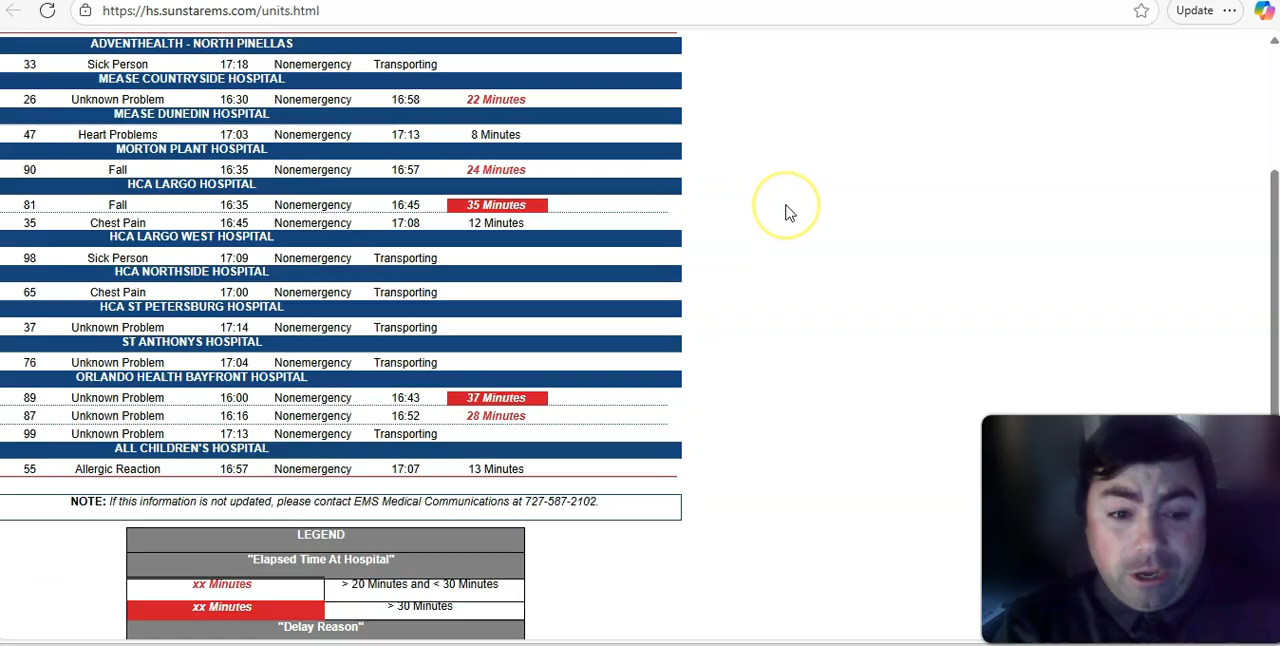 https://hs.sunstarems.com/units.html Update
ADVENTHEALTH - NORTH PINELLAS
33 Sick Person 17:18 Nonemergency Transporting
MEASE COUNTRYSIDE HOSPITAL
26 Unknown Problem 16:30 Nonemergency 16:58 22 Minutes
MEASE DUNEDIN HOSPITAL
47 Heart Problems 17:03 Nonemergency 17:13 8 Minutes
MORTON PLANT HOSPITAL
90 Fall 16:35 Nonemergency 16:57 24 Minutes
HCA LARGO HOSPITAL
81 Fall 16:35 Nonemergency 16:45 35 Minutes
35 Chest Pain 16:45 Nonemergency 17:08 12 Minutes
HCA LARGO WEST HOSPITAL
98 Sick Person 17:09 Nonemergency Transporting
HCA NORTHSIDE HOSPITAL
65 Chest Pain 17:00 Nonemergency Transporting
HCA ST PETERSBURG HOSPITAL
37 Unknown Problem 17:14 Nonemergency Transporting
ST ANTHONYS HOSPITAL
76 Unknown Problem 17:04 Nonemergency Transporting
ORLANDO HEALTH BAYFRONT HOSPITAL
89 Unknown Problem 16:00 Nonemergency 16:43 37 Minutes
87 Unknown Problem 16:16 Nonemergency 16:52 28 Minutes
99 Unknown Problem 17:13 Nonemergency Transporting
ALL CHILDREN'S HOSPITAL
55 Allergic Reaction 16:57 Nonemergency 17:07 13 Minutes
NOTE: If this information is not updated, please contact EMS Medical Communications at 727-587-2102.
LEGEND
"Elapsed Time At Hospital"
xx Minutes > 20 Minutes and < 30 Minutes
xx Minutes > 30 Minutes
"Delay Reason"